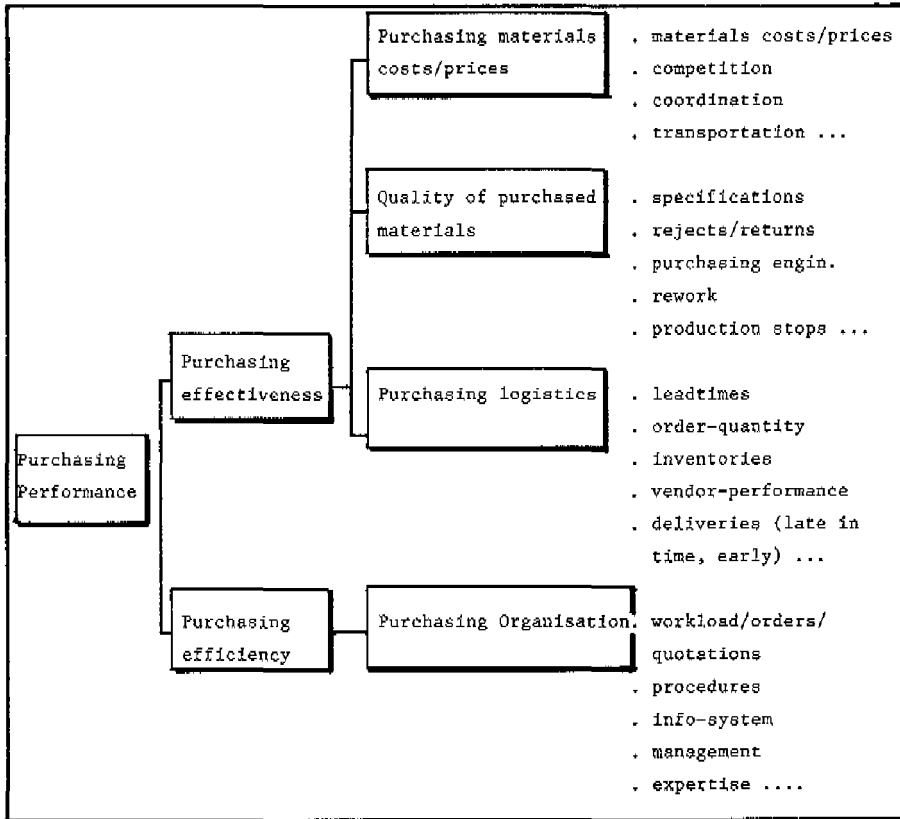 Purchasing materials
costs/prices
. materials costs/prices
. competition
. coordination
. transportation ...
Quality of purchased
materials
. specifications
. rejects/returns
. purchasing engin.
. rework
. production stops ...
Purchasing
effectiveness
Purchasing logistics
. leadtimes
. order-quantity
. inventories
. vendor-performance
. deliveries (late in
time, early) ...
Purchasing
Performance
Purchasing
efficiency
Purchasing Organisation
. workload/orders/
quotations
. procedures
. info-system
. management
. expertise ....